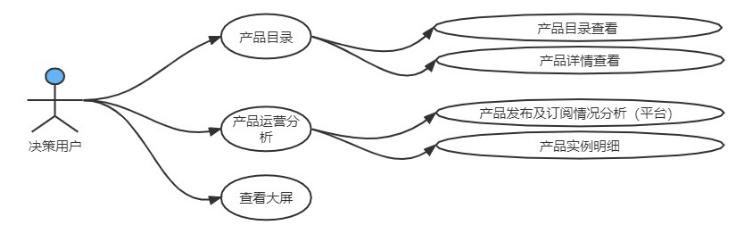 产品目录
产品目录查看
产品详情查看
决策用户
产品运营分
析
产品发布及订阅情况分析（平台）
产品实例明细
查看大屏